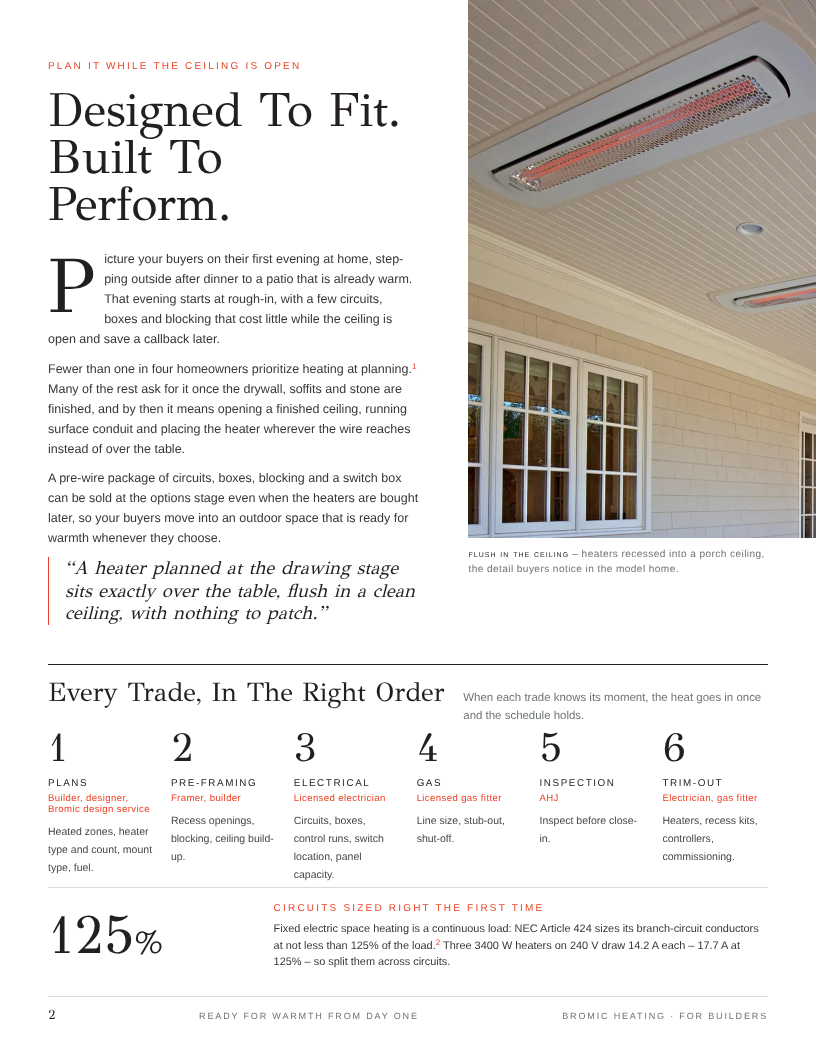 PLAN IT WHILE THE CEILING IS OPEN
Designed To Fit.
Built To
Perform.
Picture your buyers on their first evening at home, step-
ping outside after dinner to a patio that is already warm.
That evening starts at rough-in, with a few circuits,
boxes and blocking that cost little while the ceiling is
open and save a callback later.
Fewer than one in four homeowners prioritize heating at planning.1
Many of the rest ask for it once the drywall, soffits and stone are
finished, and by then it means opening a finished ceiling, running
surface conduit and placing the heater wherever the wire reaches
instead of over the table.
A pre-wire package of circuits, boxes, blocking and a switch box
can be sold at the options stage even when the heaters are bought
later, so your buyers move into an outdoor space that is ready for
warmth whenever they choose.
“A heater planned at the drawing stage
sits exactly over the table, flush in a clean
ceiling, with nothing to patch.”
FLUSH IN THE CEILING – heaters recessed into a porch ceiling,
the detail buyers notice in the model home.
Every Trade, In The Right Order
When each trade knows its moment, the heat goes in once
and the schedule holds.
1
PLANS
Builder, designer,
Bromic design service
Heated zones, heater
type and count, mount
type, fuel.
2
PRE-FRAMING
Framer, builder
Recess openings,
blocking, ceiling build-
up.
3
ELECTRICAL
Licensed electrician
Circuits, boxes,
control runs, switch
location, panel
capacity.
4
GAS
Licensed gas fitter
Line size, stub-out,
shut-off.
5
INSPECTION
AHJ
Inspect before close-
in.
6
TRIM-OUT
Electrician, gas fitter
Heaters, recess kits,
controllers,
commissioning.
125%
CIRCUITS SIZED RIGHT THE FIRST TIME
Fixed electric space heating is a continuous load: NEC Article 424 sizes its branch-circuit conductors
at not less than 125% of the load.2 Three 3400 W heaters on 240 V draw 14.2 A each – 17.7 A at
125% – so split them across circuits.
2
READY FOR WARMTH FROM DAY ONE
BROMIC HEATING · FOR BUILDERS